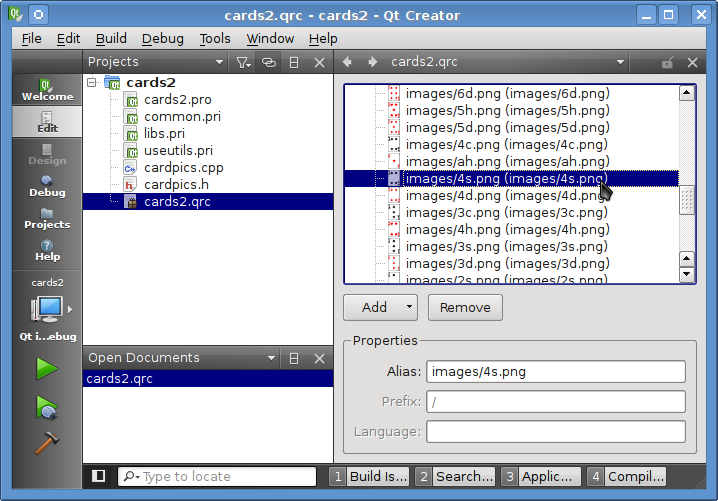 cards2.qrc - cards2 - Qt Creator
File Edit Build Debug Tools Window Help
Projects
cards2.qrc
Welcome
Edit
Design
Debug
Projects
Help
cards2
Qt i...ebug
cards2
cards2.pro
common.pri
libs.pri
useutils.pri
cardpics.cpp
cardpics.h
cards2.qrc
Open Documents
cards2.qrc
images/6d.png (images/6d.png)
images/5h.png (images/5h.png)
images/5d.png (images/5d.png)
images/4c.png (images/4c.png)
images/ah.png (images/ah.png)
images/4s.png (images/4s.png)
images/4d.png (images/4d.png)
images/3c.png (images/3c.png)
images/4h.png (images/4h.png)
images/3s.png (images/3s.png)
images/3d.png (images/3d.png)
images/2s.png (images/2s.png)
Add Remove
Properties
Alias: images/4s.png
Prefix: /
Language:
Type to locate
1 Build Is... 2 Search... 3 Applic... 4 Compil...